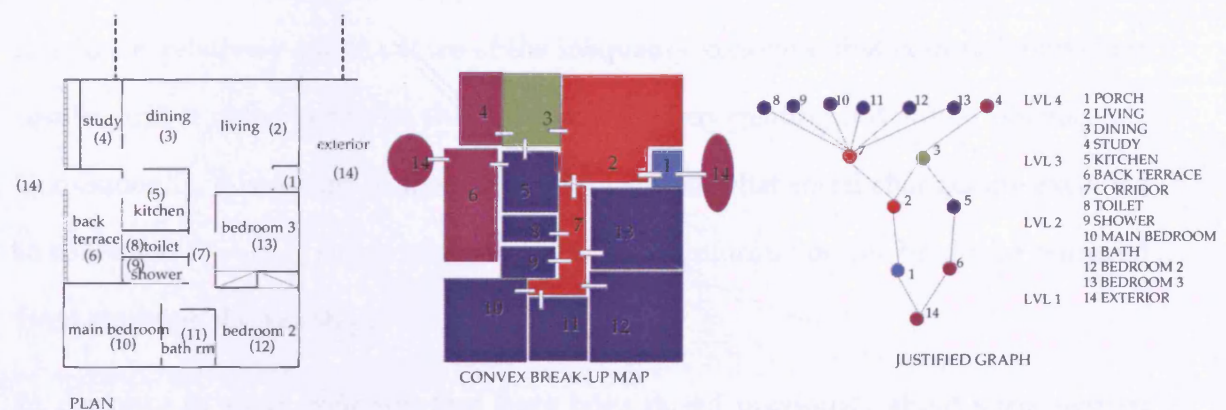 study
(4)
dining
(3)
living (2)
exterior
(14)
(14)
(1)
(5)
kitchen
back
terrace
(6)
(8)toilet
(9)
shower
(7)
bedroom 3
(13)
main bedroom
(10)
(11)
bath rm
bedroom 2
(12)
PLAN
4
3
14
6
5
2
1
14
8
7
13
9
10
11
12
CONVEX BREAK-UP MAP
8
9
10
11
12
13
4
7
3
2
5
1
6
14
LVL 4
LVL 3
LVL 2
LVL 1
JUSTIFIED GRAPH
1 PORCH
2 LIVING
3 DINING
4 STUDY
5 KITCHEN
6 BACK TERRACE
7 CORRIDOR
8 TOILET
9 SHOWER
10 MAIN BEDROOM
11 BATH
12 BEDROOM 2
13 BEDROOM 3
14 EXTERIOR